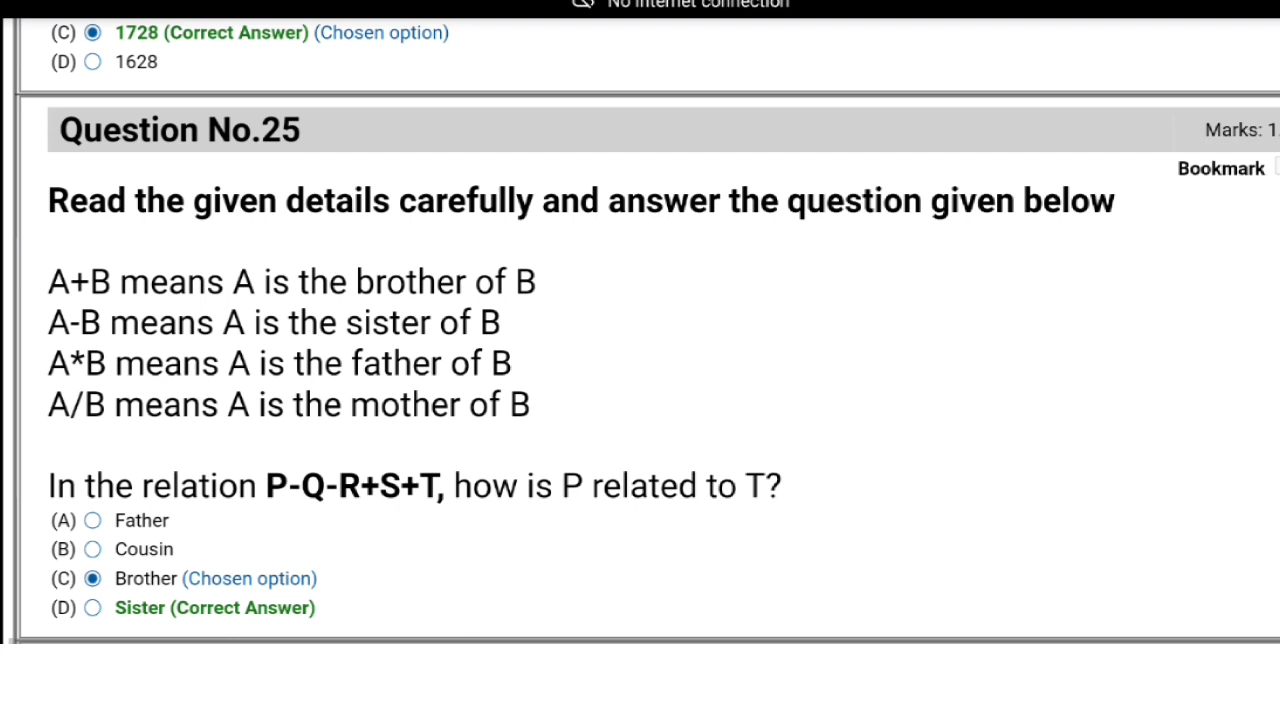 No internet connection
(C) 1728 (Correct Answer) (Chosen option)
(D) 1628
Question No.25
Marks: 1.
Bookmark
Read the given details carefully and answer the question given below
A+B means A is the brother of B
A-B means A is the sister of B
A*B means A is the father of B
A/B means A is the mother of B
In the relation P-Q-R+S+T, how is P related to T?
(A) Father
(B) Cousin
(C) Brother (Chosen option)
(D) Sister (Correct Answer)